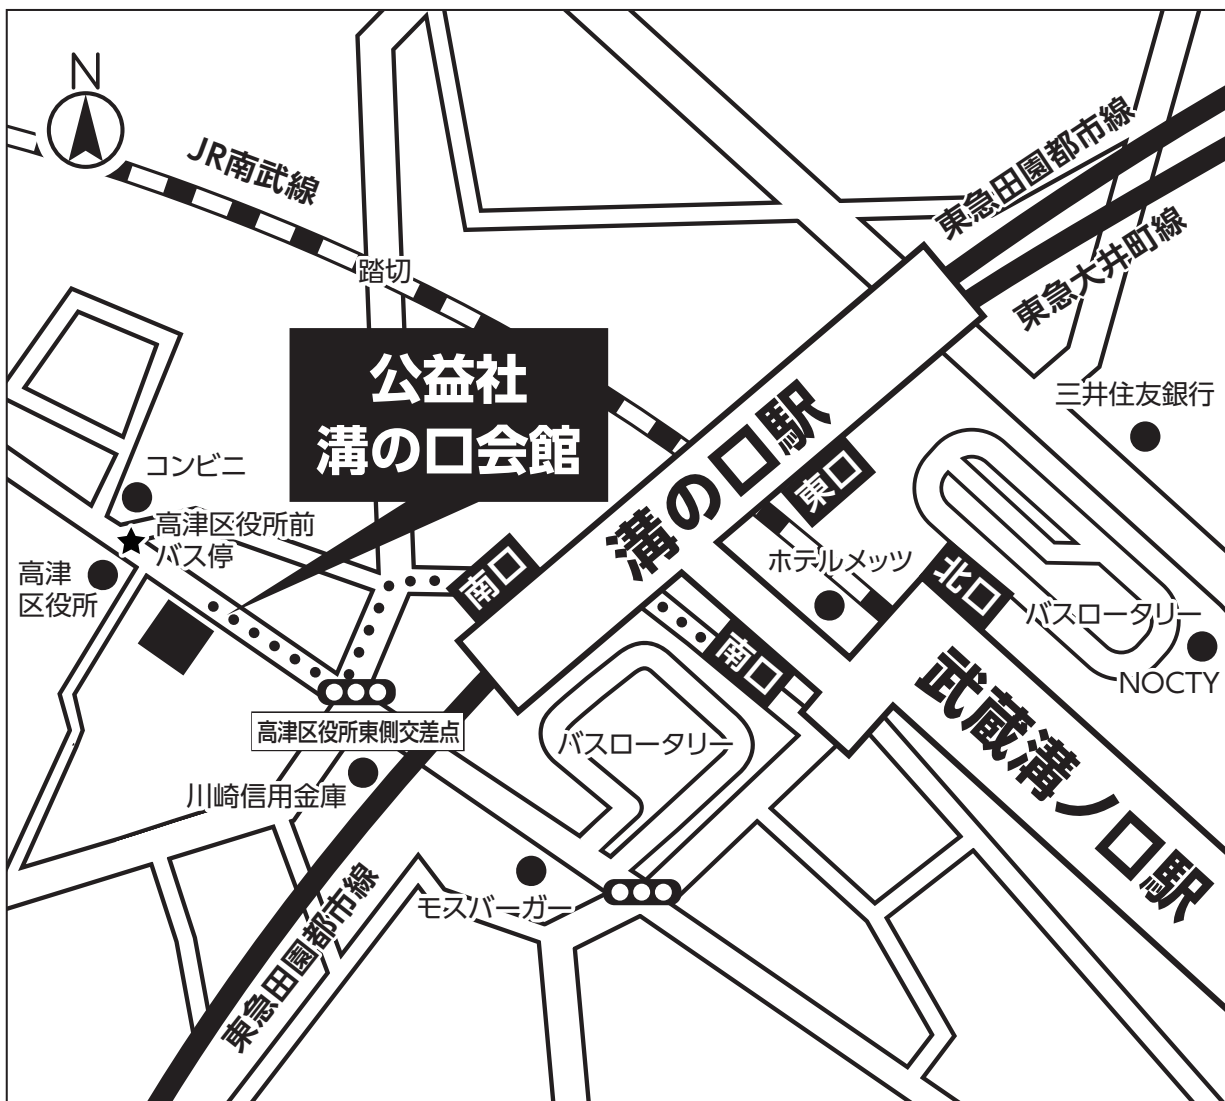 N
JR南武線
東急田園都市線
東急大井町線
踏切
公益社
溝の口会館
三井住友銀行
溝の口駅
東口
コンビニ
高津区役所前
バス停
高津
区役所
南口
ホテルメッツ
北口
バスロータリー
NOCTY
南口
武蔵溝ノ口駅
高津区役所東側交差点
バスロータリー
川崎信用金庫
モスバーガー
東急田園都市線